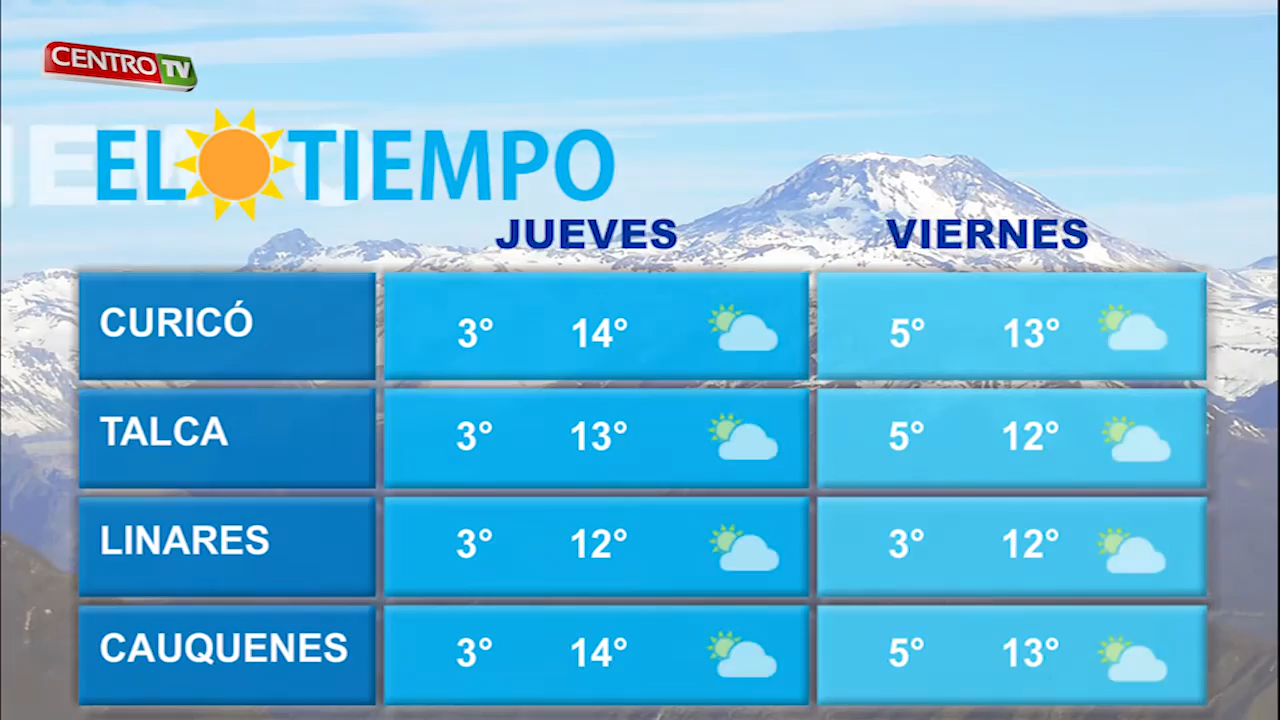 CENTRO TV
EL TIEMPO
JUEVES VIERNES
CURICÓ 3° 14° 5° 13°
TALCA 3° 13° 5° 12°
LINARES 3° 12° 3° 12°
CAUQUENES 3° 14° 5° 13°